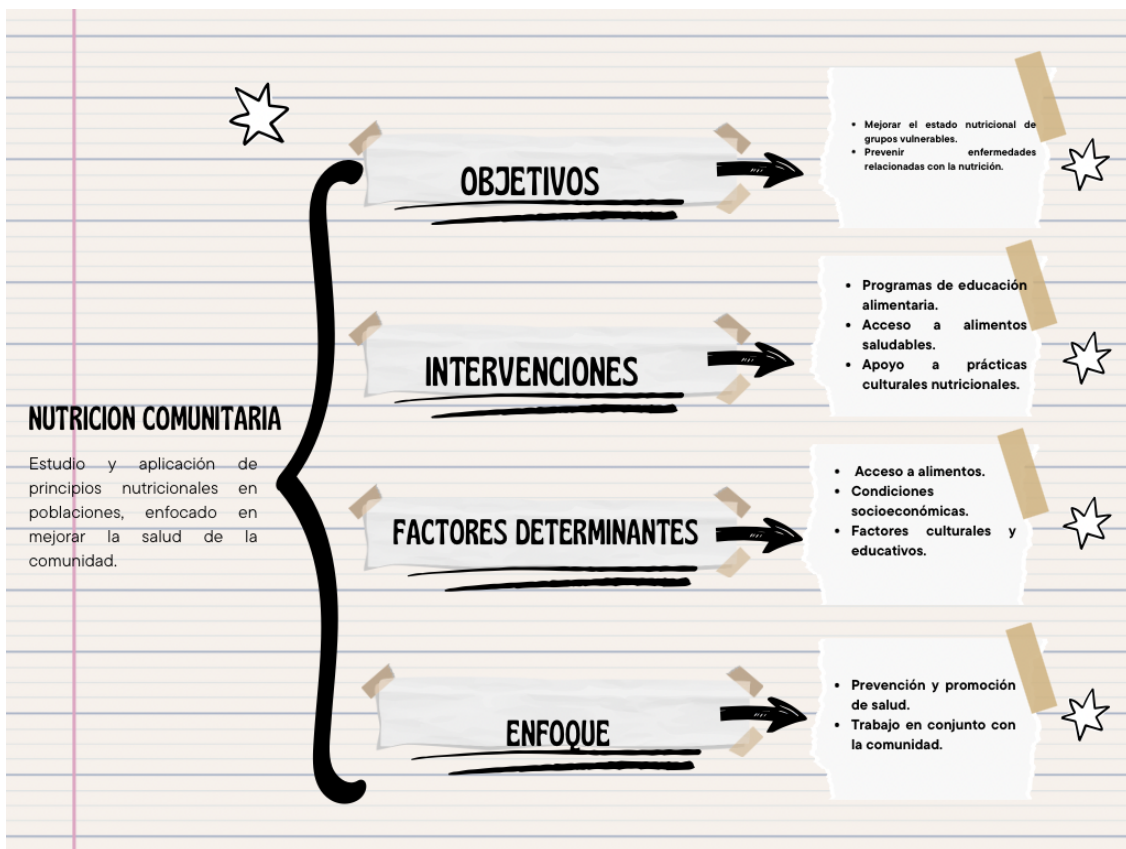 NUTRICION COMUNITARIA
Estudio y aplicación de
principios nutricionales en
poblaciones, enfocado en
mejorar la salud de la
comunidad.
OBJETIVOS
• Mejorar el estado nutricional de
grupos vulnerables.
• Prevenir enfermedades
relacionadas con la nutrición.
INTERVENCIONES
• Programas de educación
alimentaria.
• Acceso a alimentos
saludables.
• Apoyo a prácticas
culturales nutricionales.
FACTORES DETERMINANTES
• Acceso a alimentos.
• Condiciones
socioeconómicas.
• Factores culturales y
educativos.
ENFOQUE
• Prevención y promoción
de salud.
• Trabajo en conjunto con
la comunidad.